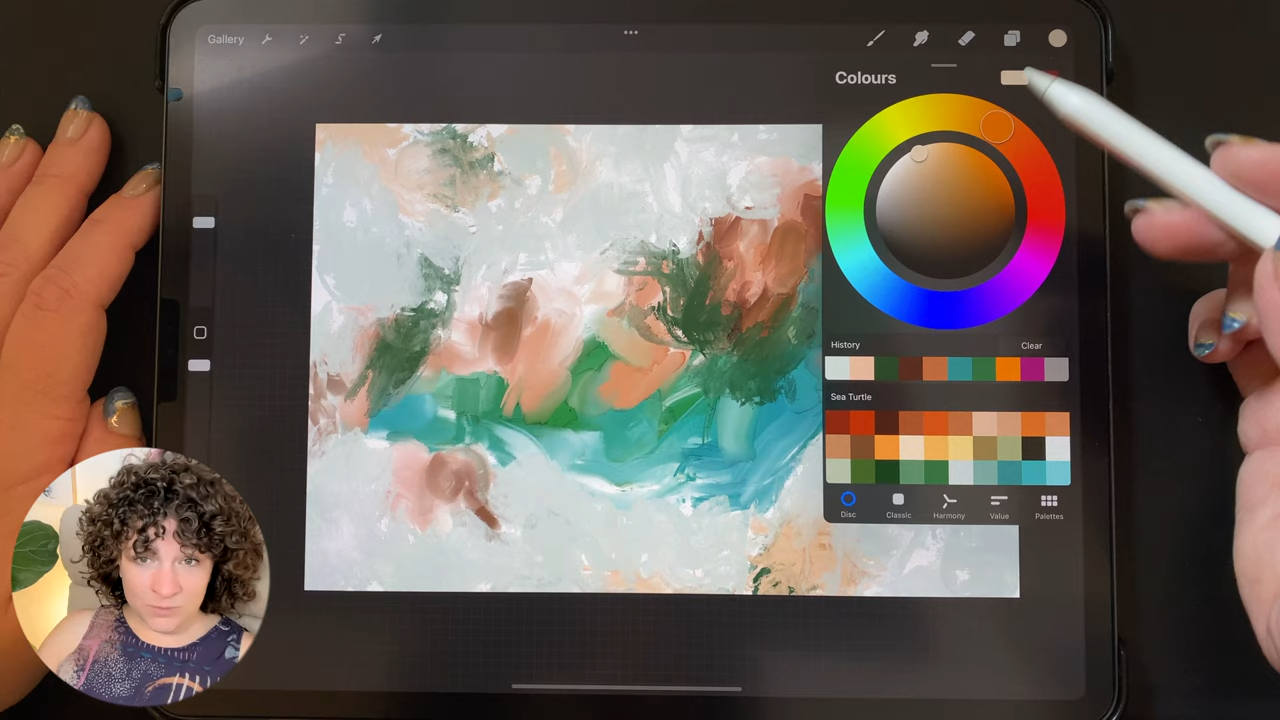 Gallery
Colours
History
Clear
Sea Turtle
Disc
Classic
Harmony
Value
Palettes